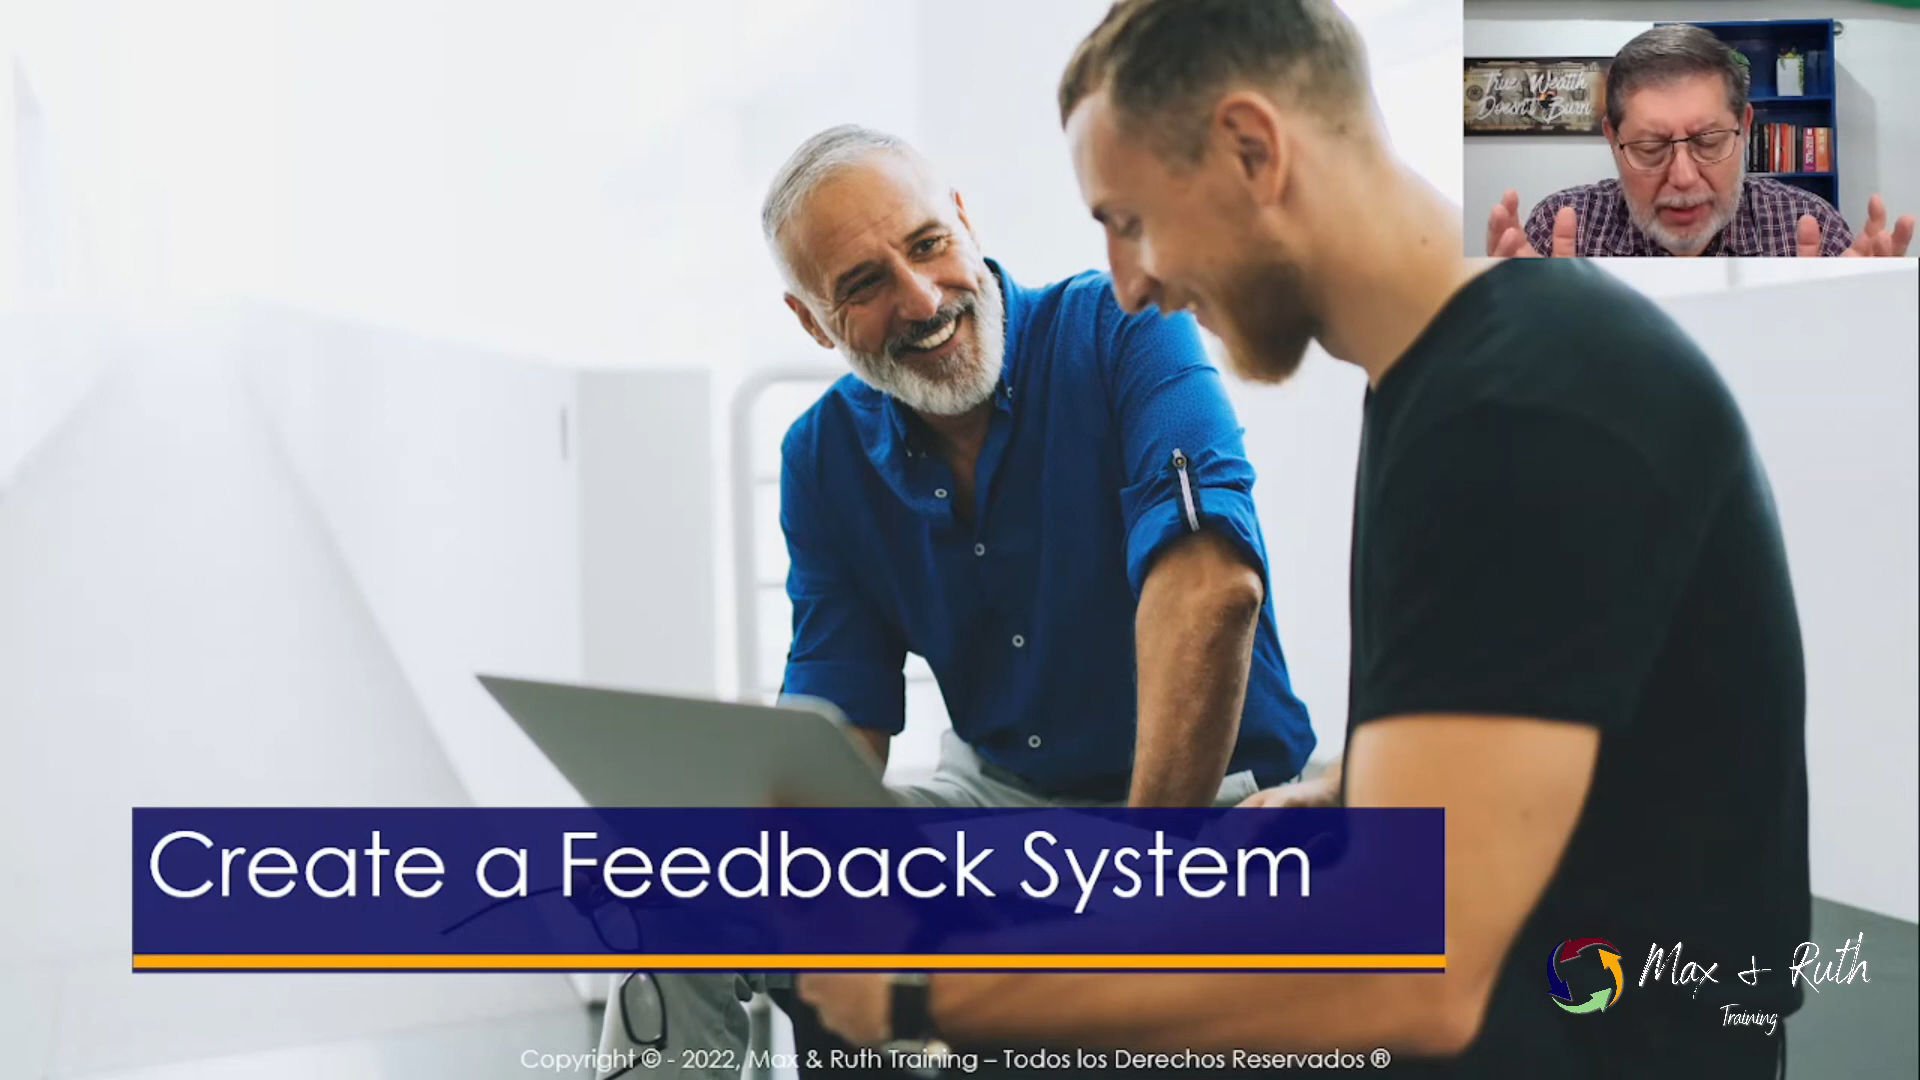 True Wealth
Doesn't Burn
Create a Feedback System
Max & Ruth
Training
Copyright © - 2022, Max & Ruth Training – Todos los Derechos Reservados ®